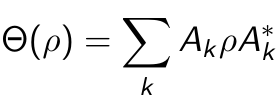 Θ(ρ) = ∑_k A_k ρ A_k^*